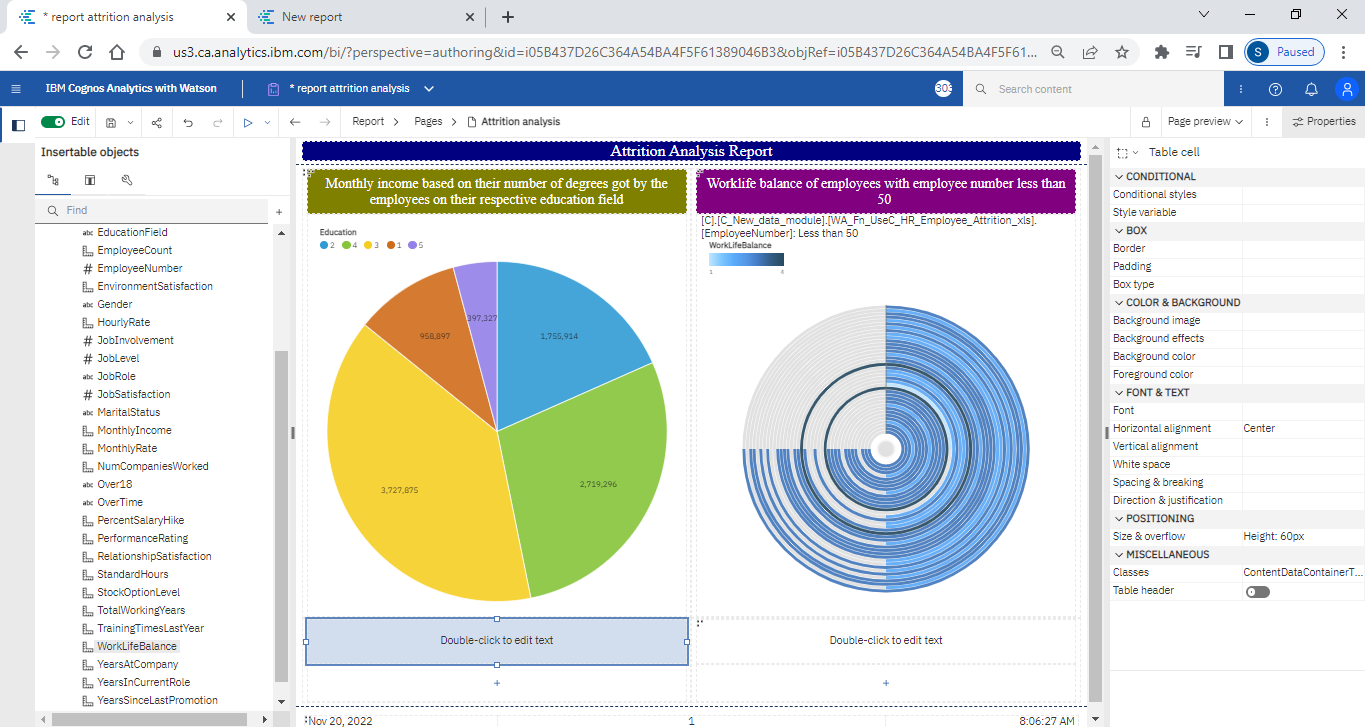 * report attrition analysis
New report
us3.ca.analytics.ibm.com/bi/?perspective=authoring&id=i05B437D26C364A54BA4F5F61389046B3&objRef=i05B437D26C364A54BA4F5F61...
S Paused
IBM Cognos Analytics with Watson
* report attrition analysis
303
Search content
Edit
Report > Pages > Attrition analysis
Page preview
Properties
Insertable objects
Find
EducationField
EmployeeCount
EmployeeNumber
EnvironmentSatisfaction
Gender
HourlyRate
JobInvolvement
JobLevel
JobRole
JobSatisfaction
MaritalStatus
MonthlyIncome
MonthlyRate
NumCompaniesWorked
Over18
OverTime
PercentSalaryHike
PerformanceRating
RelationshipSatisfaction
StandardHours
StockOptionLevel
TotalWorkingYears
TrainingTimesLastYear
WorkLifeBalance
YearsAtCompany
YearsInCurrentRole
YearsSinceLastPromotion
Attrition Analysis Report
Monthly income based on their number of degrees got by the
employees on their respective education field
Education
2 4 3 1 5
397,327
958,897
1,755,914
3,727,875
2,719,296
Double-click to edit text
Worklife balance of employees with employee number less than
50
[C].[C_New_data_module].[WA_Fn_UseC_HR_Employee_Attrition_xls].
[EmployeeNumber]: Less than 50
WorkLifeBalance
1 4
Double-click to edit text
Nov 20, 2022
1
8:06:27 AM
Table cell
CONDITIONAL
Conditional styles
Style variable
BOX
Border
Padding
Box type
COLOR & BACKGROUND
Background image
Background effects
Background color
Foreground color
FONT & TEXT
Font
Horizontal alignment Center
Vertical alignment
White space
Spacing & breaking
Direction & justification
POSITIONING
Size & overflow Height: 60px
MISCELLANEOUS
Classes ContentDataContainerT...
Table header